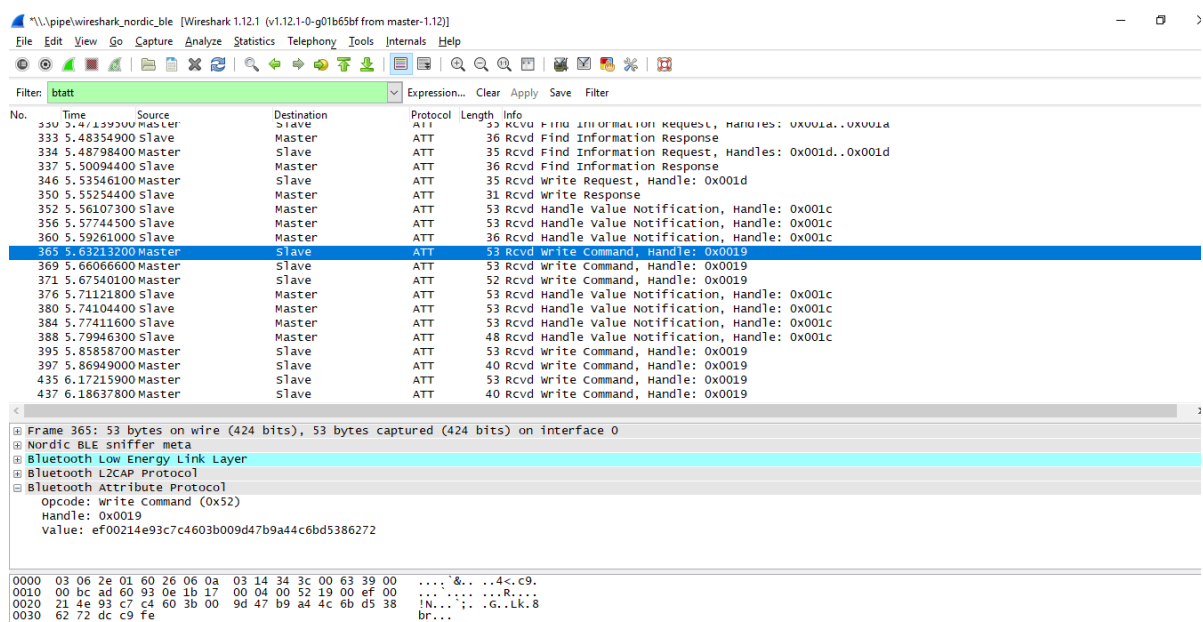 *\\.\pipe\wireshark_nordic_ble [Wireshark 1.12.1 (v1.12.1-0-g01b65bf from master-1.12)]
File Edit View Go Capture Analyze Statistics Telephony Tools Internals Help
Filter: btatt Expression... Clear Apply Save Filter
No. Time Source Destination Protocol Length Info
330 5.47139500 Master Slave ATT 35 Rcvd Find Information Request, Handles: 0x001a..0x001a
333 5.48354900 Slave Master ATT 36 Rcvd Find Information Response
334 5.48798400 Master Slave ATT 35 Rcvd Find Information Request, Handles: 0x001d..0x001d
337 5.50094400 Slave Master ATT 36 Rcvd Find Information Response
346 5.53546100 Master Slave ATT 35 Rcvd Write Request, Handle: 0x001d
350 5.55254400 Slave Master ATT 31 Rcvd Write Response
352 5.56107300 Slave Master ATT 53 Rcvd Handle Value Notification, Handle: 0x001c
356 5.57744500 Slave Master ATT 53 Rcvd Handle Value Notification, Handle: 0x001c
360 5.59261000 Slave Master ATT 36 Rcvd Handle Value Notification, Handle: 0x001c
365 5.63213200 Master Slave ATT 53 Rcvd Write Command, Handle: 0x0019
369 5.66066600 Master Slave ATT 53 Rcvd Write Command, Handle: 0x0019
371 5.67540100 Master Slave ATT 52 Rcvd Write Command, Handle: 0x0019
376 5.71121800 Slave Master ATT 53 Rcvd Handle Value Notification, Handle: 0x001c
380 5.74104400 Slave Master ATT 53 Rcvd Handle Value Notification, Handle: 0x001c
384 5.77411600 Slave Master ATT 53 Rcvd Handle Value Notification, Handle: 0x001c
388 5.79946300 Slave Master ATT 48 Rcvd Handle Value Notification, Handle: 0x001c
395 5.85858700 Master Slave ATT 53 Rcvd Write Command, Handle: 0x0019
397 5.86949000 Master Slave ATT 40 Rcvd Write Command, Handle: 0x0019
435 6.17215900 Master Slave ATT 53 Rcvd Write Command, Handle: 0x0019
437 6.18637800 Master Slave ATT 40 Rcvd Write Command, Handle: 0x0019
Frame 365: 53 bytes on wire (424 bits), 53 bytes captured (424 bits) on interface 0
Nordic BLE sniffer meta
Bluetooth Low Energy Link Layer
Bluetooth L2CAP Protocol
Bluetooth Attribute Protocol
Opcode: Write Command (0x52)
Handle: 0x0019
Value: ef00214e93c7c4603b009d47b9a44c6bd5386272
0000 03 06 2e 01 60 26 06 0a 03 14 34 3c 00 63 39 00 ....`&.. ..4<.c9.
0010 00 bc ad 60 93 0e 1b 17 00 04 00 52 19 00 ef 00 ...`.... ...R....
0020 21 4e 93 c7 c4 60 3b 00 9d 47 b9 a4 4c 6b d5 38 !N...`;. .G..Lk.8
0030 62 72 dc c9 fe br...